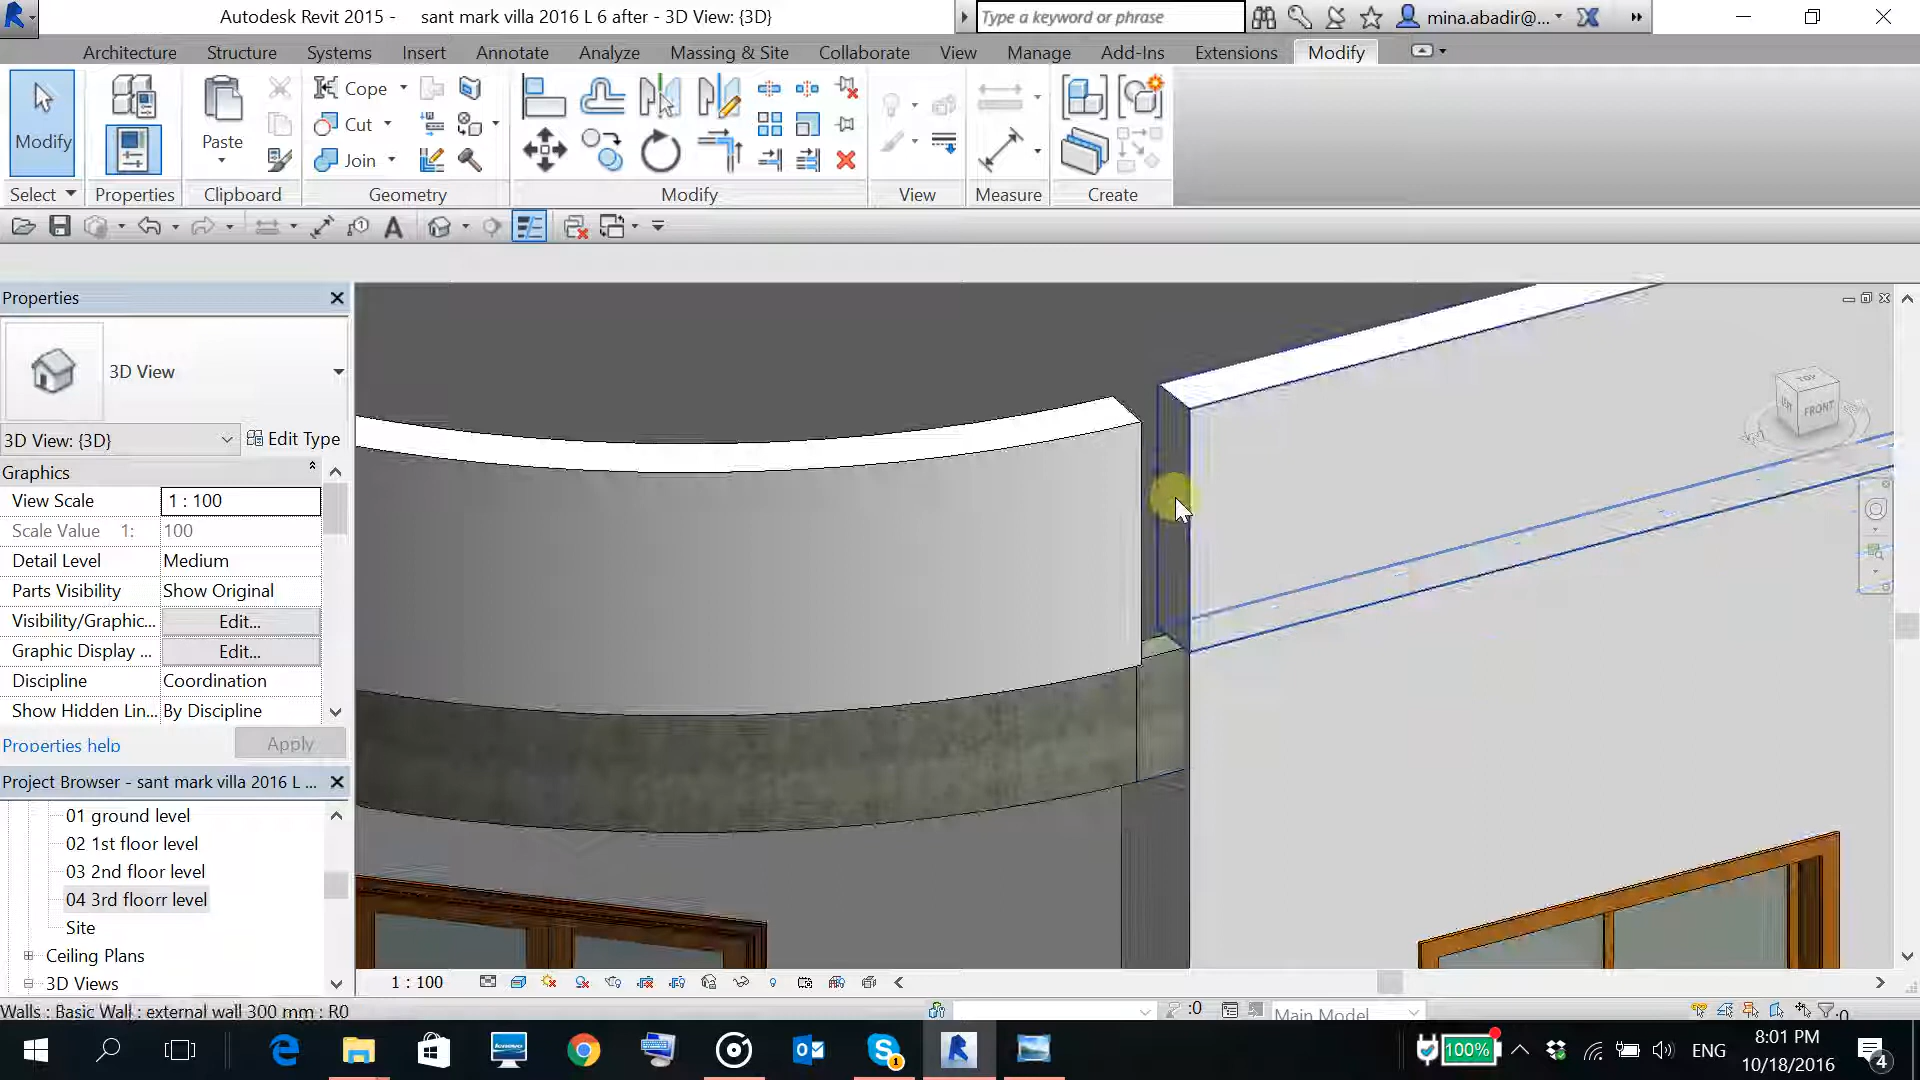 Autodesk Revit 2015 - sant mark villa 2016 L 6 after - 3D View: {3D}
Type a keyword or phrase
mina.abadir@...
Architecture Structure Systems Insert Annotate Analyze Massing & Site Collaborate View Manage Add-Ins Extensions Modify
Modify
Paste
Cope
Cut
Join
Select Properties Clipboard Geometry Modify View Measure Create
Properties
3D View
3D View: {3D}
Edit Type
Graphics
View Scale 1 : 100
Scale Value 1: 100
Detail Level Medium
Parts Visibility Show Original
Visibility/Graphic... Edit...
Graphic Display ... Edit...
Discipline Coordination
Show Hidden Lin... By Discipline
Properties help Apply
Project Browser - sant mark villa 2016 L ...
01 ground level
02 1st floor level
03 2nd floor level
04 3rd floorr level
Site
Ceiling Plans
3D Views
TOP
LEFT
FRONT
1 : 100
Walls : Basic Wall : external wall 300 mm : R0
:0
Main Model
:0
100%
ENG
8:01 PM
10/18/2016
1
4